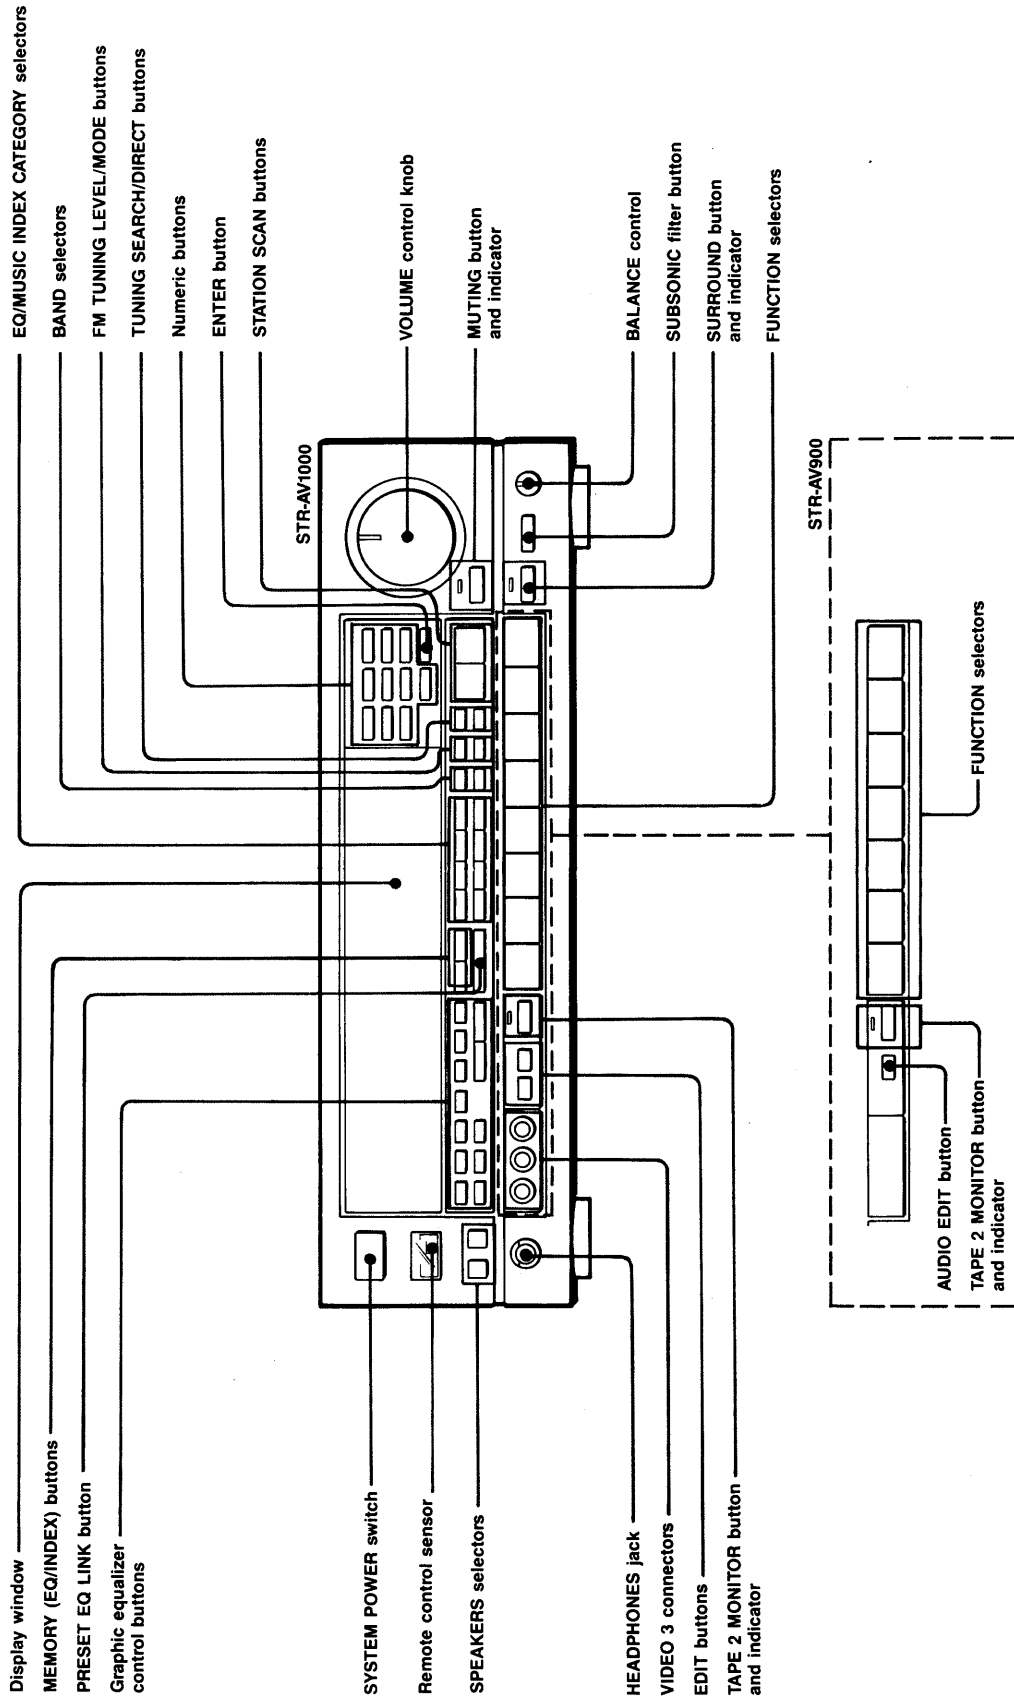 Display window
MEMORY (EQ/INDEX) buttons
PRESET EQ LINK button
Graphic equalizer
control buttons
SYSTEM POWER switch
Remote control sensor
SPEAKERS selectors
HEADPHONES jack
VIDEO 3 connectors
EDIT buttons
TAPE 2 MONITOR button
and indicator
EQ/MUSIC INDEX CATEGORY selectors
BAND selectors
FM TUNING LEVEL/MODE buttons
TUNING SEARCH/DIRECT buttons
Numeric buttons
ENTER button
STATION SCAN buttons
STR-AV1000
VOLUME control knob
MUTING button
and indicator
BALANCE control
SUBSONIC filter button
SURROUND button
and indicator
FUNCTION selectors
STR-AV900
AUDIO EDIT button
TAPE 2 MONITOR button
and indicator
FUNCTION selectors